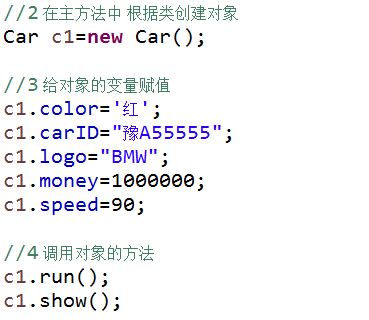 //2 在主方法中 根据类创建对象
Car c1=new Car();
//3 给对象的变量赋值
c1.color='红';
c1.carID="豫A55555";
c1.logo="BMW";
c1.money=1000000;
c1.speed=90;
//4 调用对象的方法
c1.run();
c1.show();